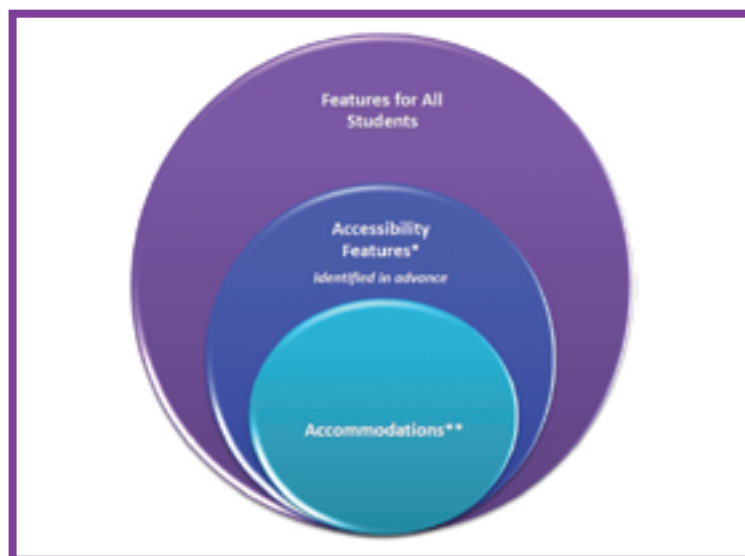 Features for All
Students
Accessibility
Features*
Identified in advance
Accommodations**